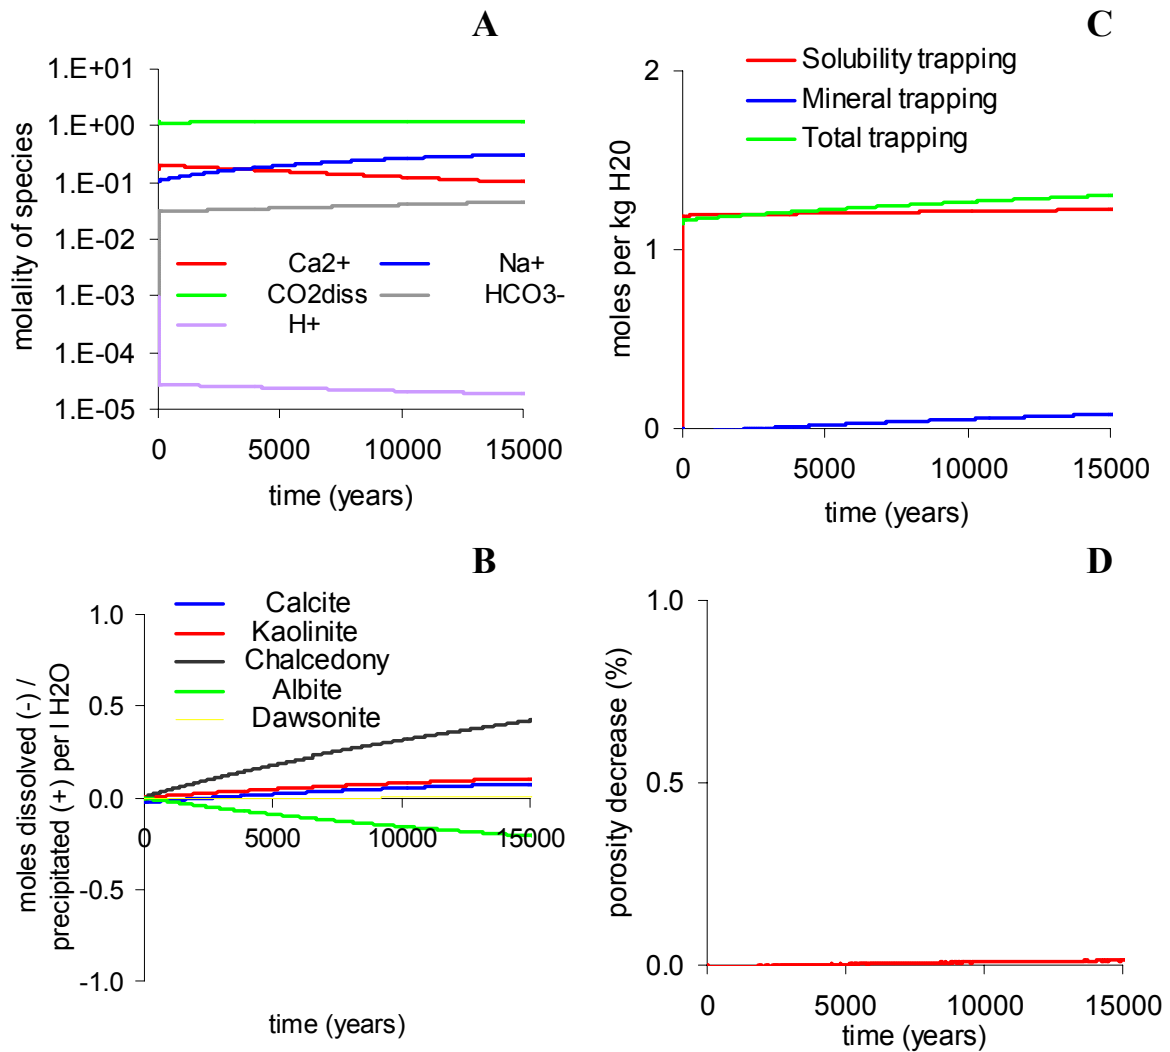 A
1.E+01
1.E+00
1.E-01
1.E-02
1.E-03
1.E-04
1.E-05
molality of species
Ca2+ Na+
CO2diss HCO3-
H+
0 5000 10000 15000
time (years)
C
Solubility trapping
Mineral trapping
Total trapping
2
1
0
moles per kg H20
0 5000 10000 15000
time (years)
B
Calcite
Kaolinite
Chalcedony
Albite
Dawsonite
1.0
0.5
0.0
-0.5
-1.0
moles dissolved (-) /
precipitated (+) per l H2O
0 5000 10000 15000
time (years)
D
1.0
0.5
0.0
porosity decrease (%)
0 5000 10000 15000
time (years)